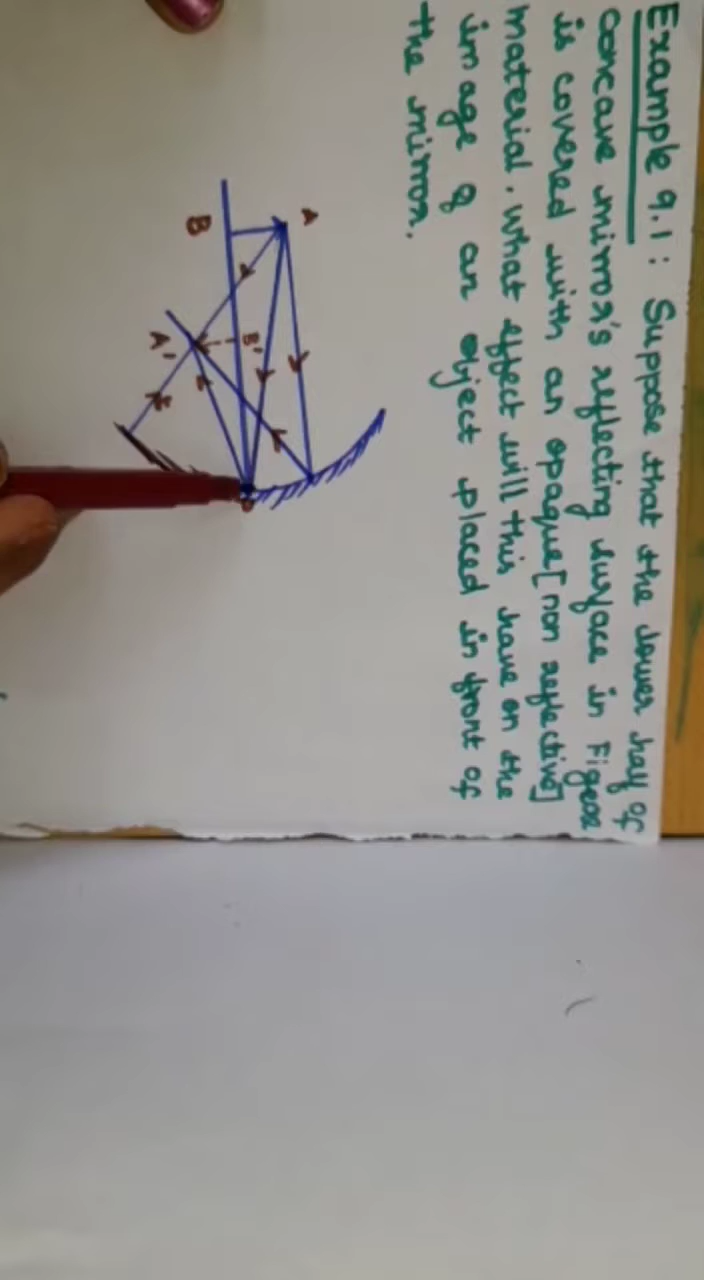 Example 9.1: Suppose that the lower half of
concave mirror's reflecting surface in Figure
is covered with an opaque [non reflective]
material. What effect will this have on the
image of an object placed in front of
the mirror.
A
B
B'
A'